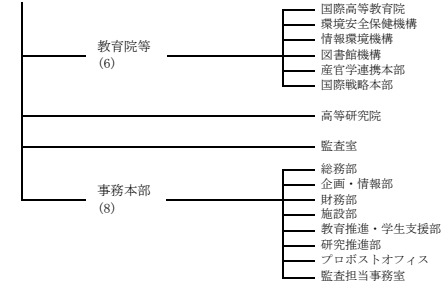 国際高等教育院
環境安全保健機構
情報環境機構
教育院等
(6)
図書館機構
産官学連携本部
国際戦略本部
高等研究院
監査室
総務部
企画・情報部
事務本部
(8)
財務部
施設部
教育推進・学生支援部
研究推進部
プロボストオフィス
監査担当事務室